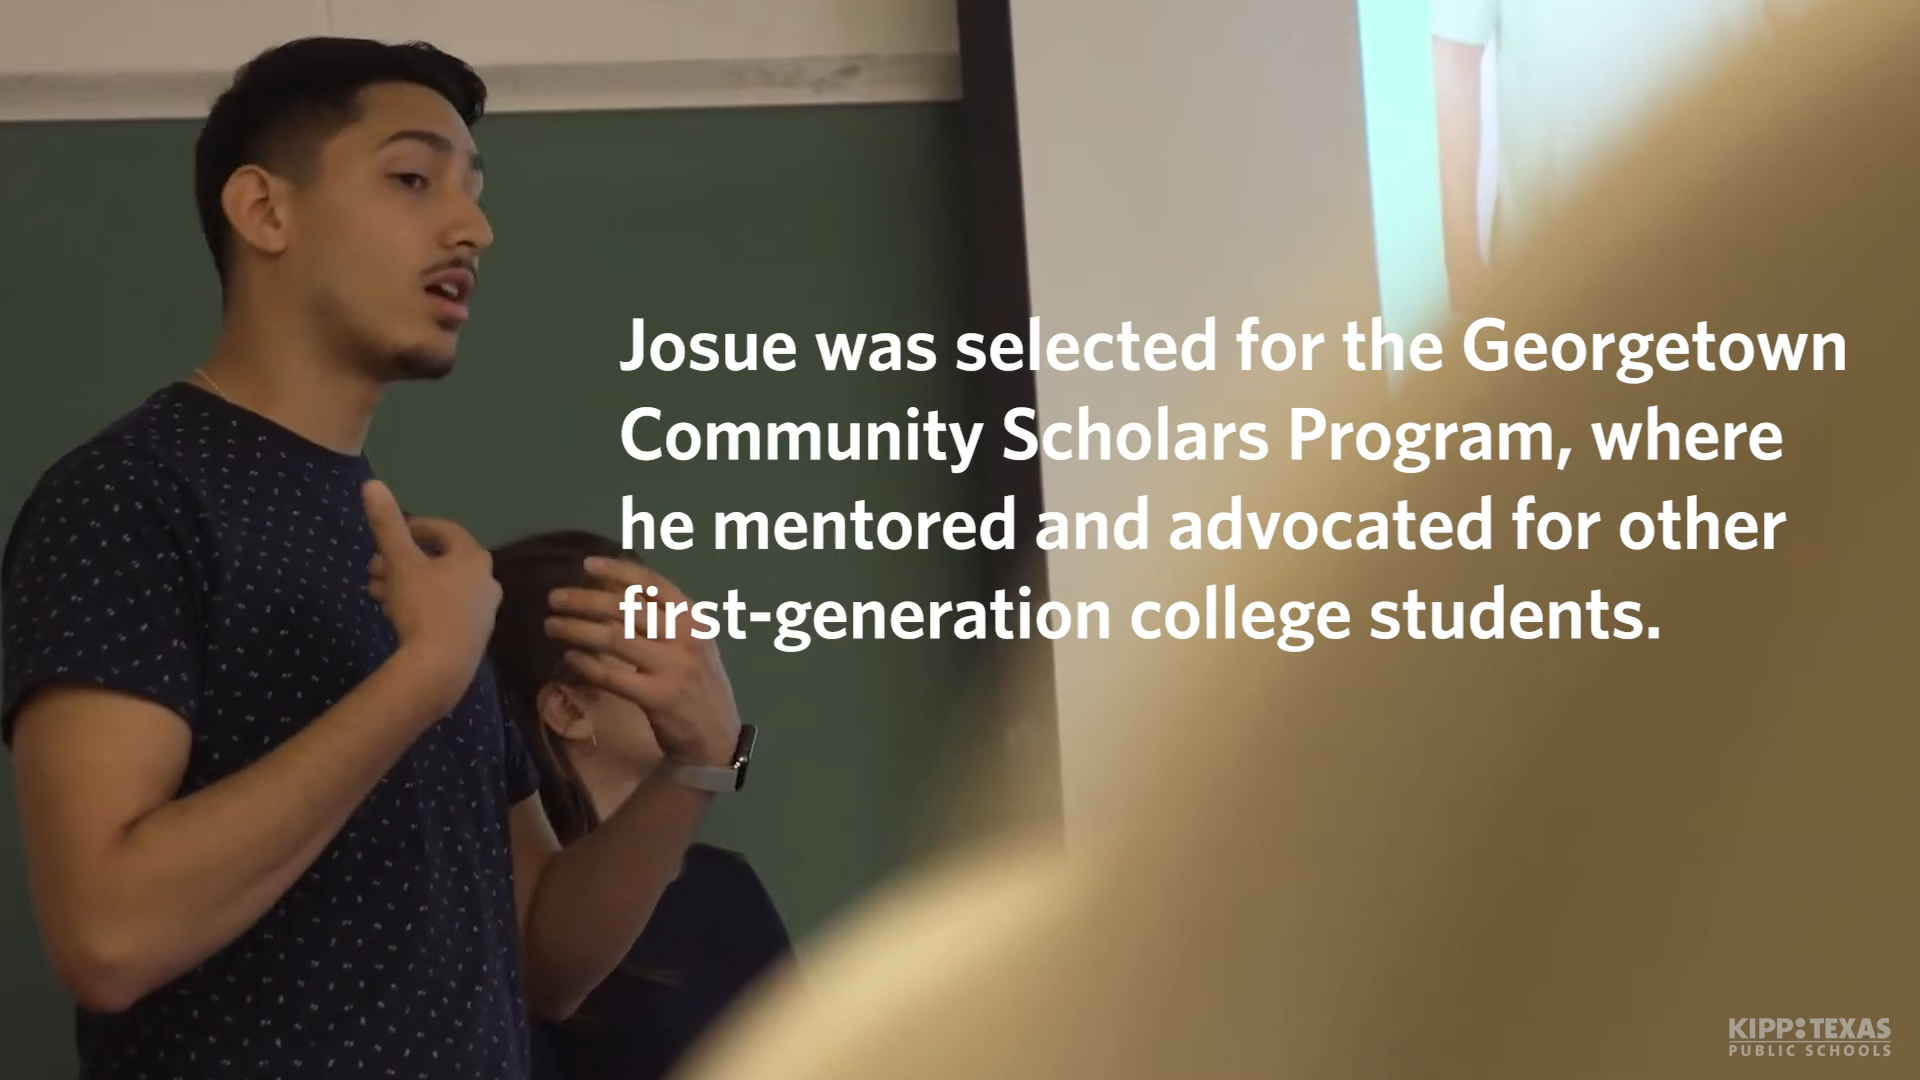 Josue was selected for the Georgetown
Community Scholars Program, where
he mentored and advocated for other
first-generation college students.
KIPP:TEXAS
PUBLIC SCHOOLS